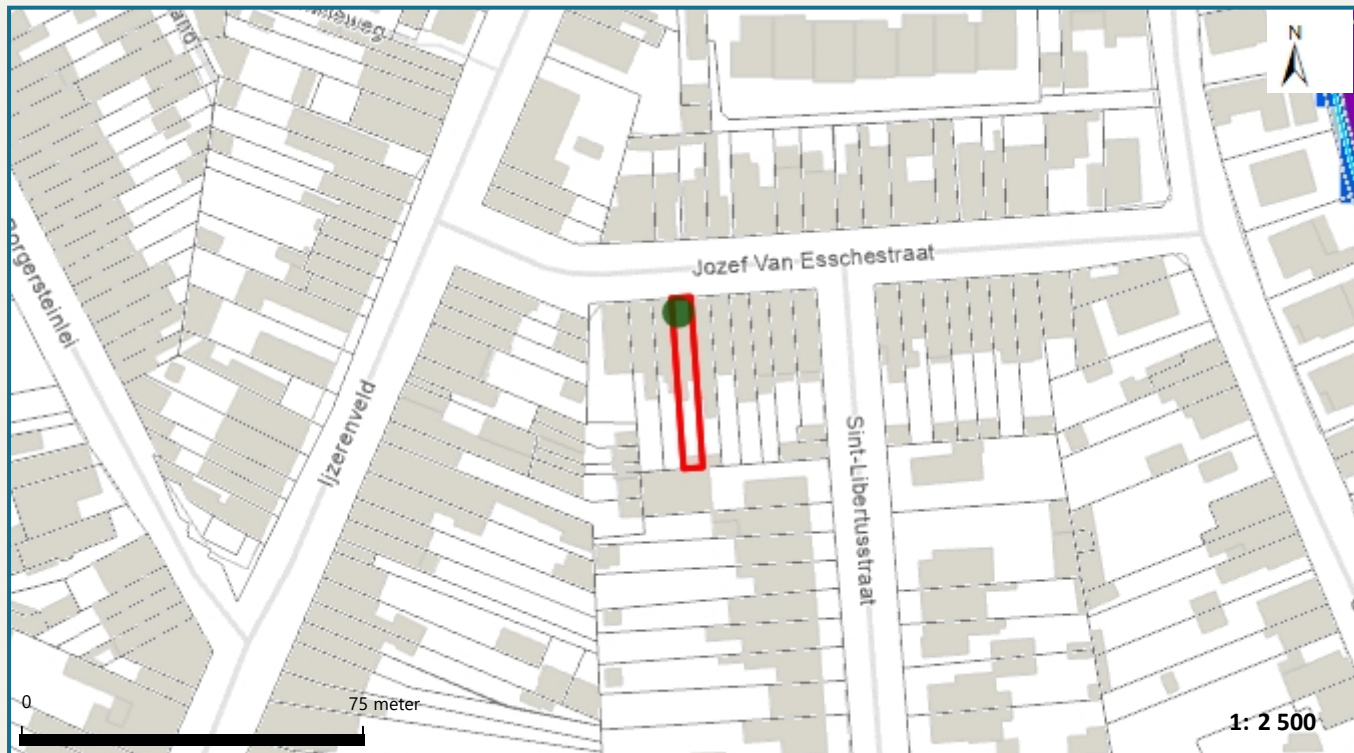 N
Jozef Van Esschestraat
Borgersteinlei
Ijzerenveld
Sint-Libertusstraat
0
75 meter
1: 2 500